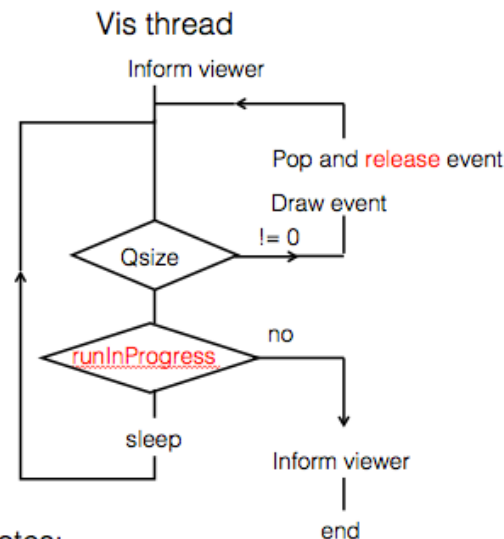 Vis thread
Inform viewer
Pop and release event
Draw event
!= 0
Qsize
no
runInProgress
sleep
Inform viewer
end